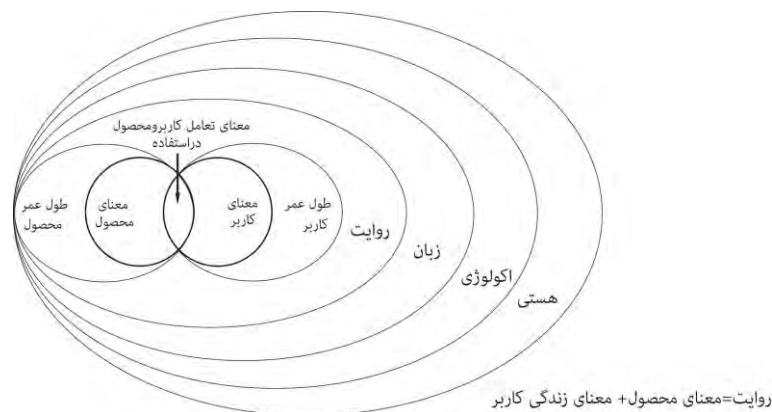 معنای تعامل کاربرومحصول
دراستفاده
طول عمر
کاربر
معنای
کاربر
معنای
محصول
طول عمر
محصول
روایت
زبان
اکولوژی
هستی
روایت=معنای محصول+ معنای زندگی کاربر